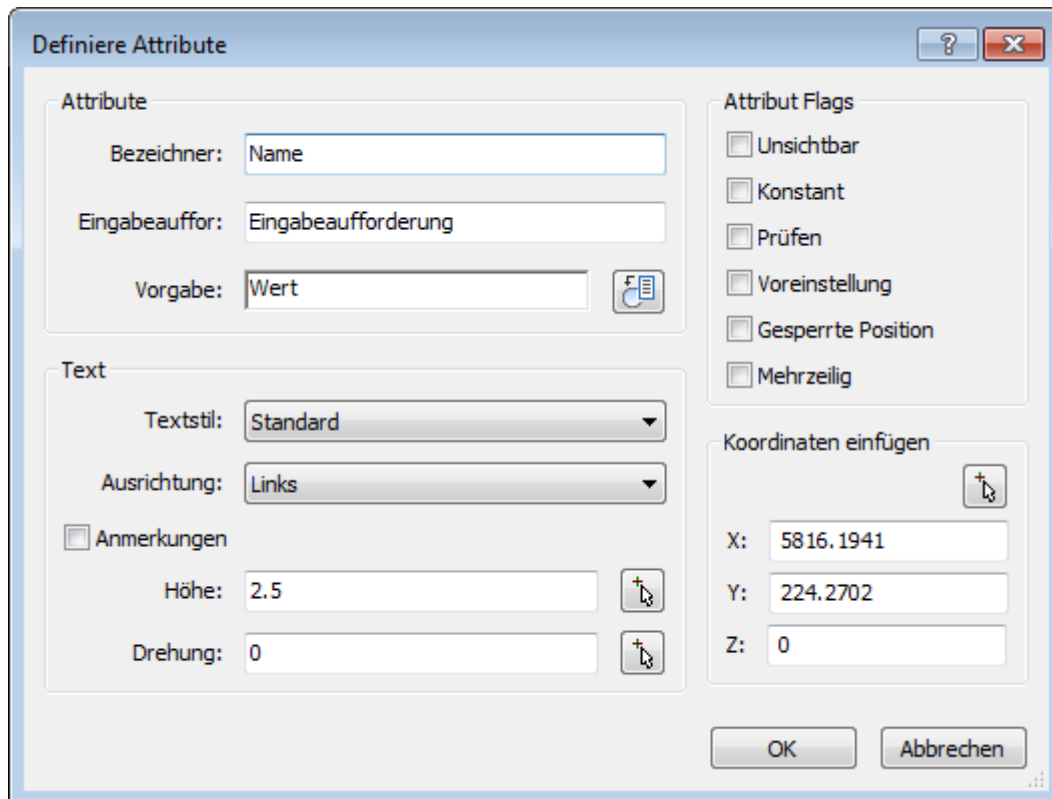 Definiere Attribute
Attribute
Bezeichner: Name
Eingabeauffor: Eingabeaufforderung
Vorgabe: Wert
Text
Textstil: Standard
Ausrichtung: Links
Anmerkungen
Höhe: 2.5
Drehung: 0
Attribut Flags
Unsichtbar
Konstant
Prüfen
Voreinstellung
Gesperrte Position
Mehrzeilig
Koordinaten einfügen
X: 5816.1941
Y: 224.2702
Z: 0
OK
Abbrechen